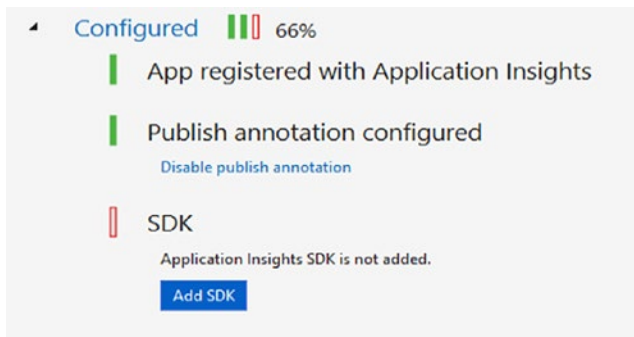 Configured 66%
App registered with Application Insights
Publish annotation configured
Disable publish annotation
SDK
Application Insights SDK is not added.
Add SDK